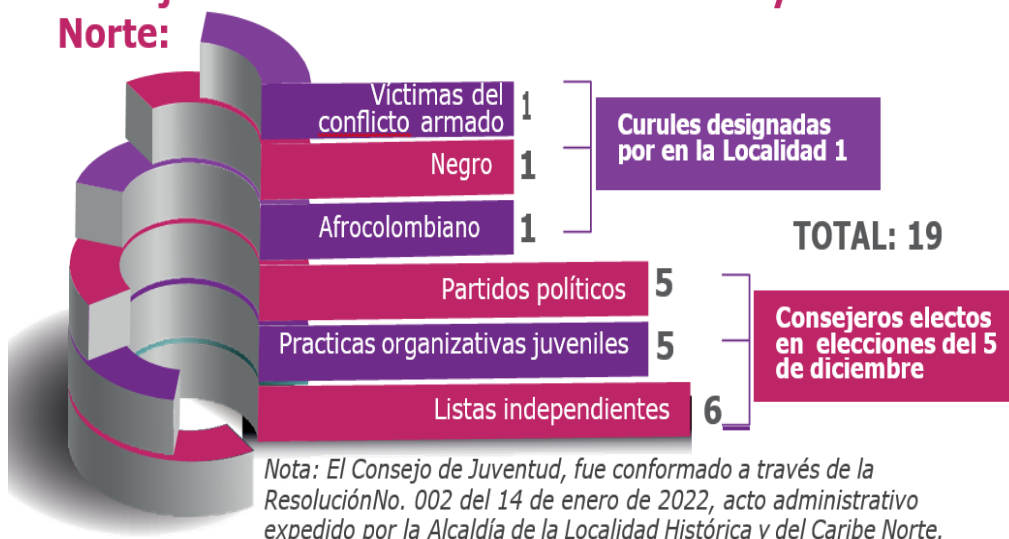 Norte:
Víctimas del
conflicto armado
1
Negro
1
Afrocolombiano
1
Curules designadas
por en la Localidad 1
TOTAL: 19
Partidos políticos
5
Practicas organizativas juveniles
5
Listas independientes
6
Consejeros electos
en elecciones del 5
de diciembre
Nota: El Consejo de Juventud, fue conformado a través de la
ResoluciónNo. 002 del 14 de enero de 2022, acto administrativo
expedido por la Alcaldía de la Localidad Histórica y del Caribe Norte.